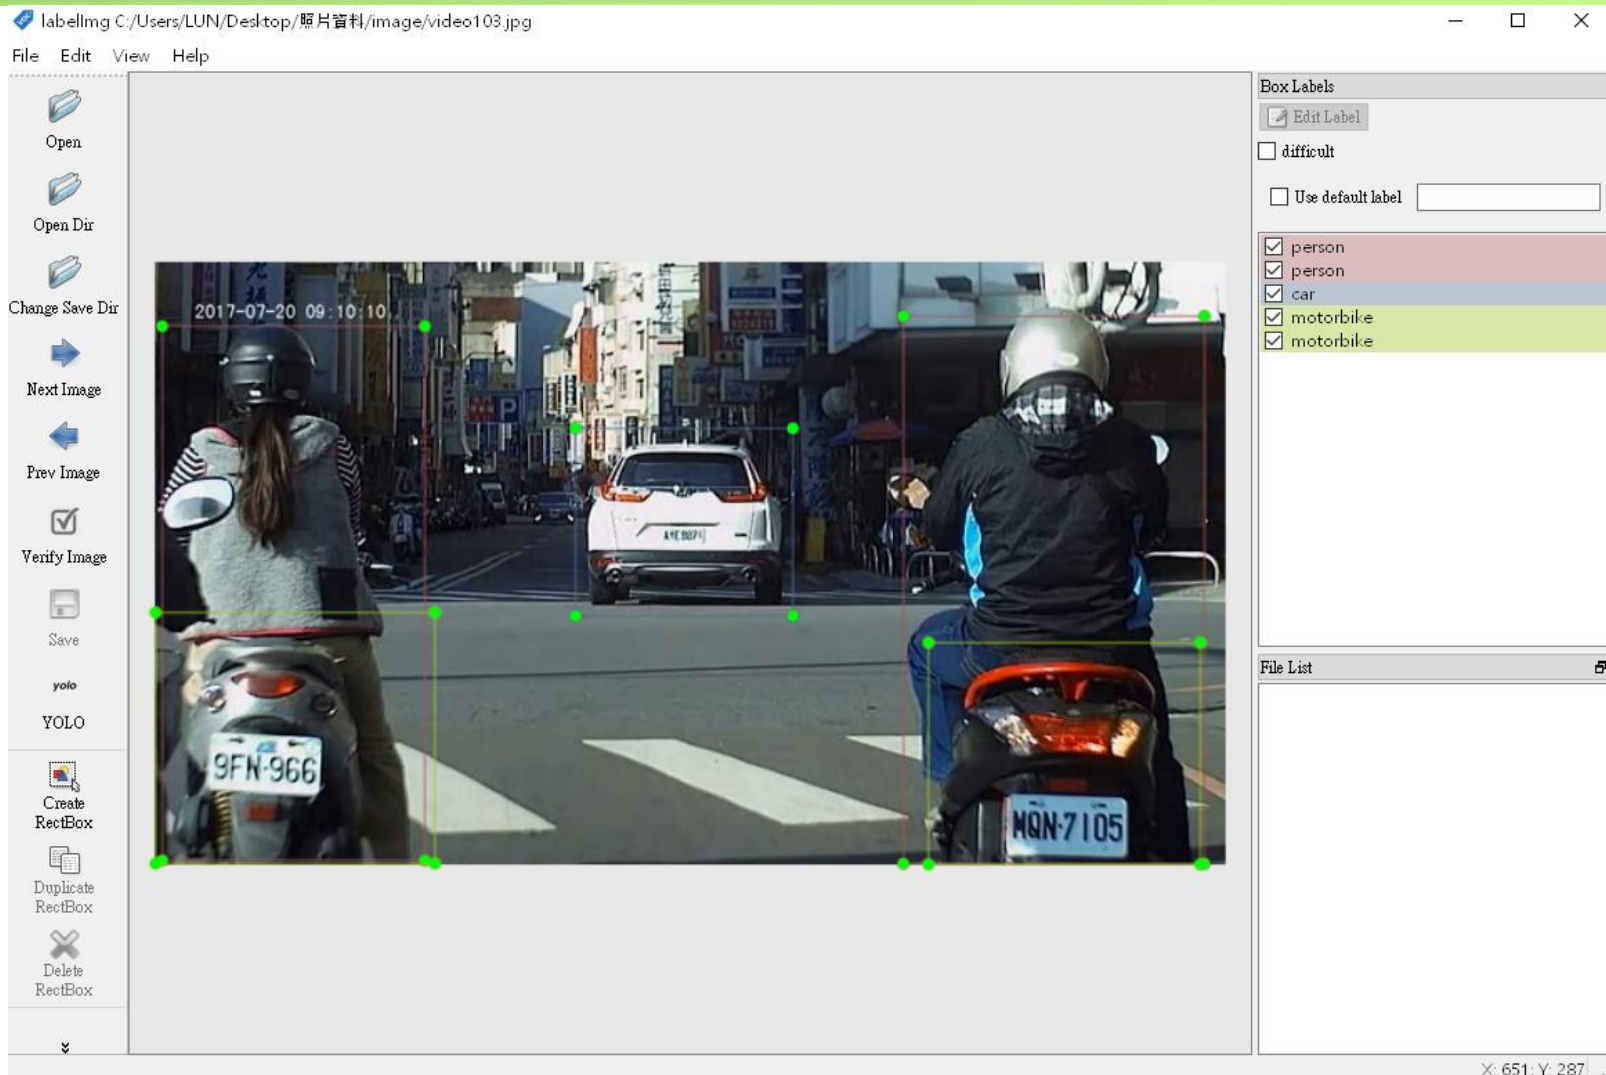 labelImg C:/Users/LUN/Desktop/照片資料/image/video103.jpg
File Edit View Help
Open
Open Dir
Change Save Dir
Next Image
Prev Image
Verify Image
Save
yolo
YOLO
Create
RectBox
Duplicate
RectBox
Delete
RectBox
2017-07-20 09:10:10
P
9FN-966
MQN-7105
Box Labels
Edit Label
difficult
Use default label
person
person
car
motorbike
motorbike
File List
X: 651; Y: 287